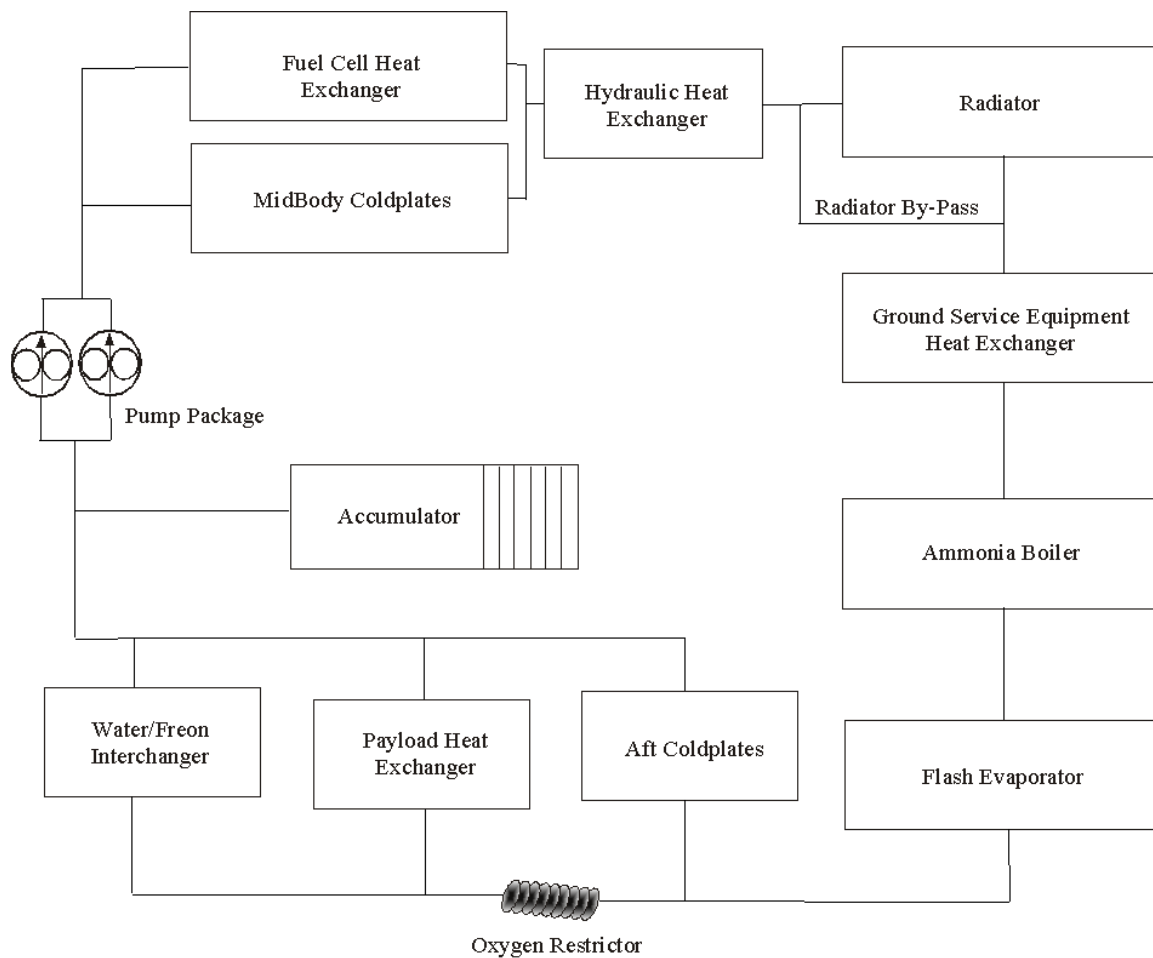 Fuel Cell Heat
Exchanger
Hydraulic Heat
Exchanger
Radiator
MidBody Coldplates
Radiator By-Pass
Ground Service Equipment
Heat Exchanger
Pump Package
Accumulator
Ammonia Boiler
Water/Freon
Interchanger
Payload Heat
Exchanger
Aft Coldplates
Flash Evaporator
Oxygen Restrictor